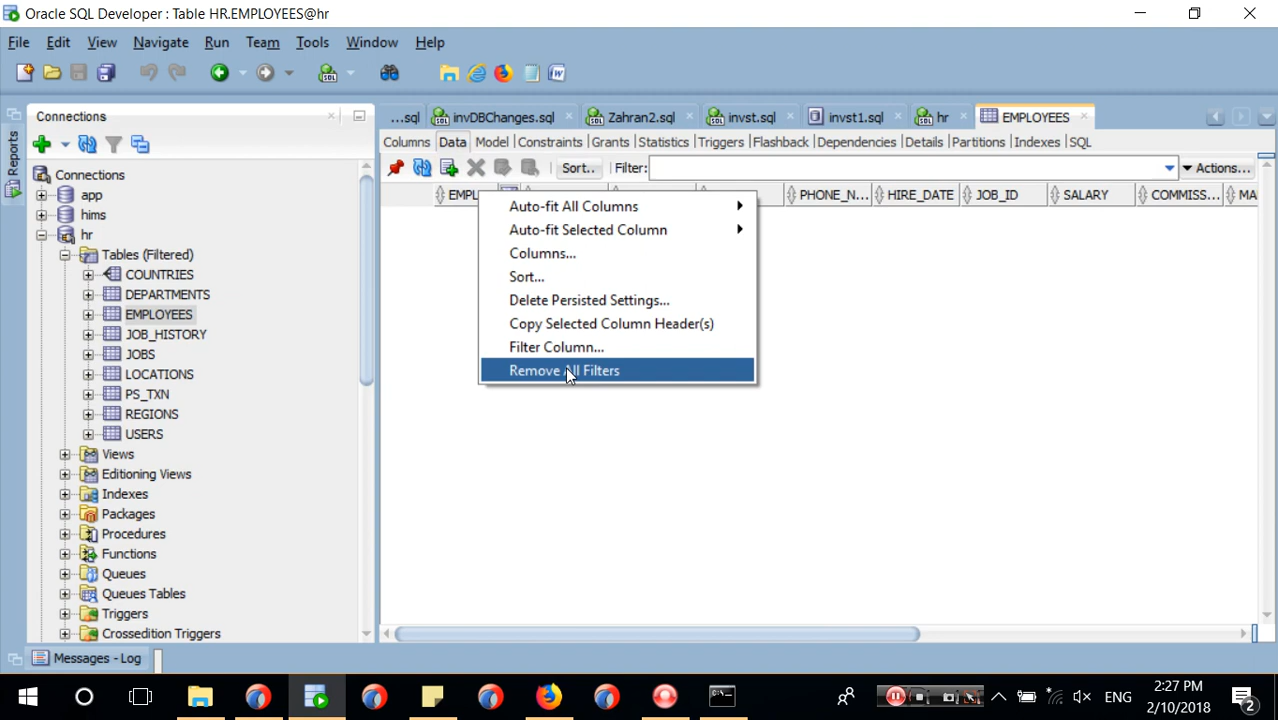 Oracle SQL Developer : Table HR.EMPLOYEES@hr
File Edit View Navigate Run Team Tools Window Help
Connections
...sql invDBChanges.sql Zahran2.sql invst.sql invst1.sql hr EMPLOYEES
Columns Data Model Constraints Grants Statistics Triggers Flashback Dependencies Details Partitions Indexes SQL
Sort.. Filter: Actions...
EMPL PHONE_N... HIRE_DATE JOB_ID SALARY COMMISS... MA
Auto-fit All Columns
Auto-fit Selected Column
Columns...
Sort...
Delete Persisted Settings...
Copy Selected Column Header(s)
Filter Column...
Remove All Filters
Reports
Connections
app
hims
hr
Tables (Filtered)
COUNTRIES
DEPARTMENTS
EMPLOYEES
JOB_HISTORY
JOBS
LOCATIONS
PS_TXN
REGIONS
USERS
Views
Editioning Views
Indexes
Packages
Procedures
Functions
Queues
Queues Tables
Triggers
Crossedition Triggers
Messages - Log
ENG
2:27 PM
2/10/2018
2